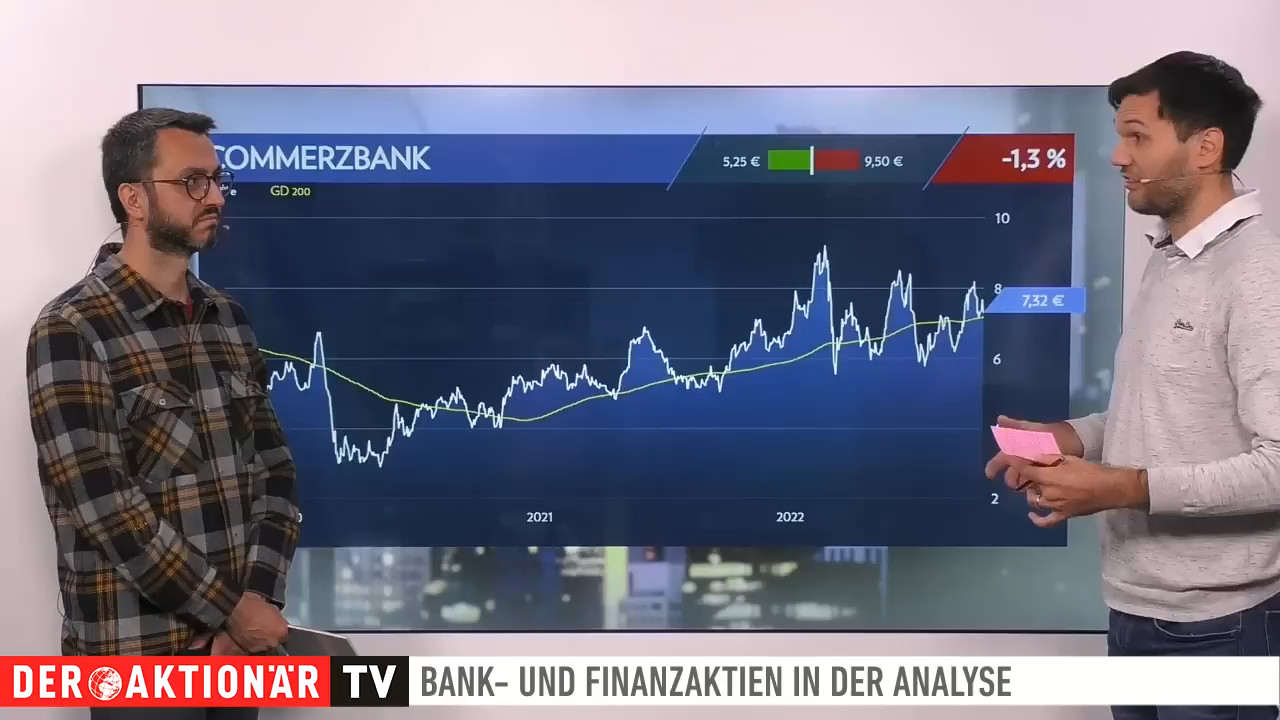 COMMERZBANK
5,25 €
9,50 €
-1,3 %
GD 200
10
8
7,32 €
6
2
2021
2022
DER AKTIONÄR TV
BANK- UND FINANZAKTIEN IN DER ANALYSE